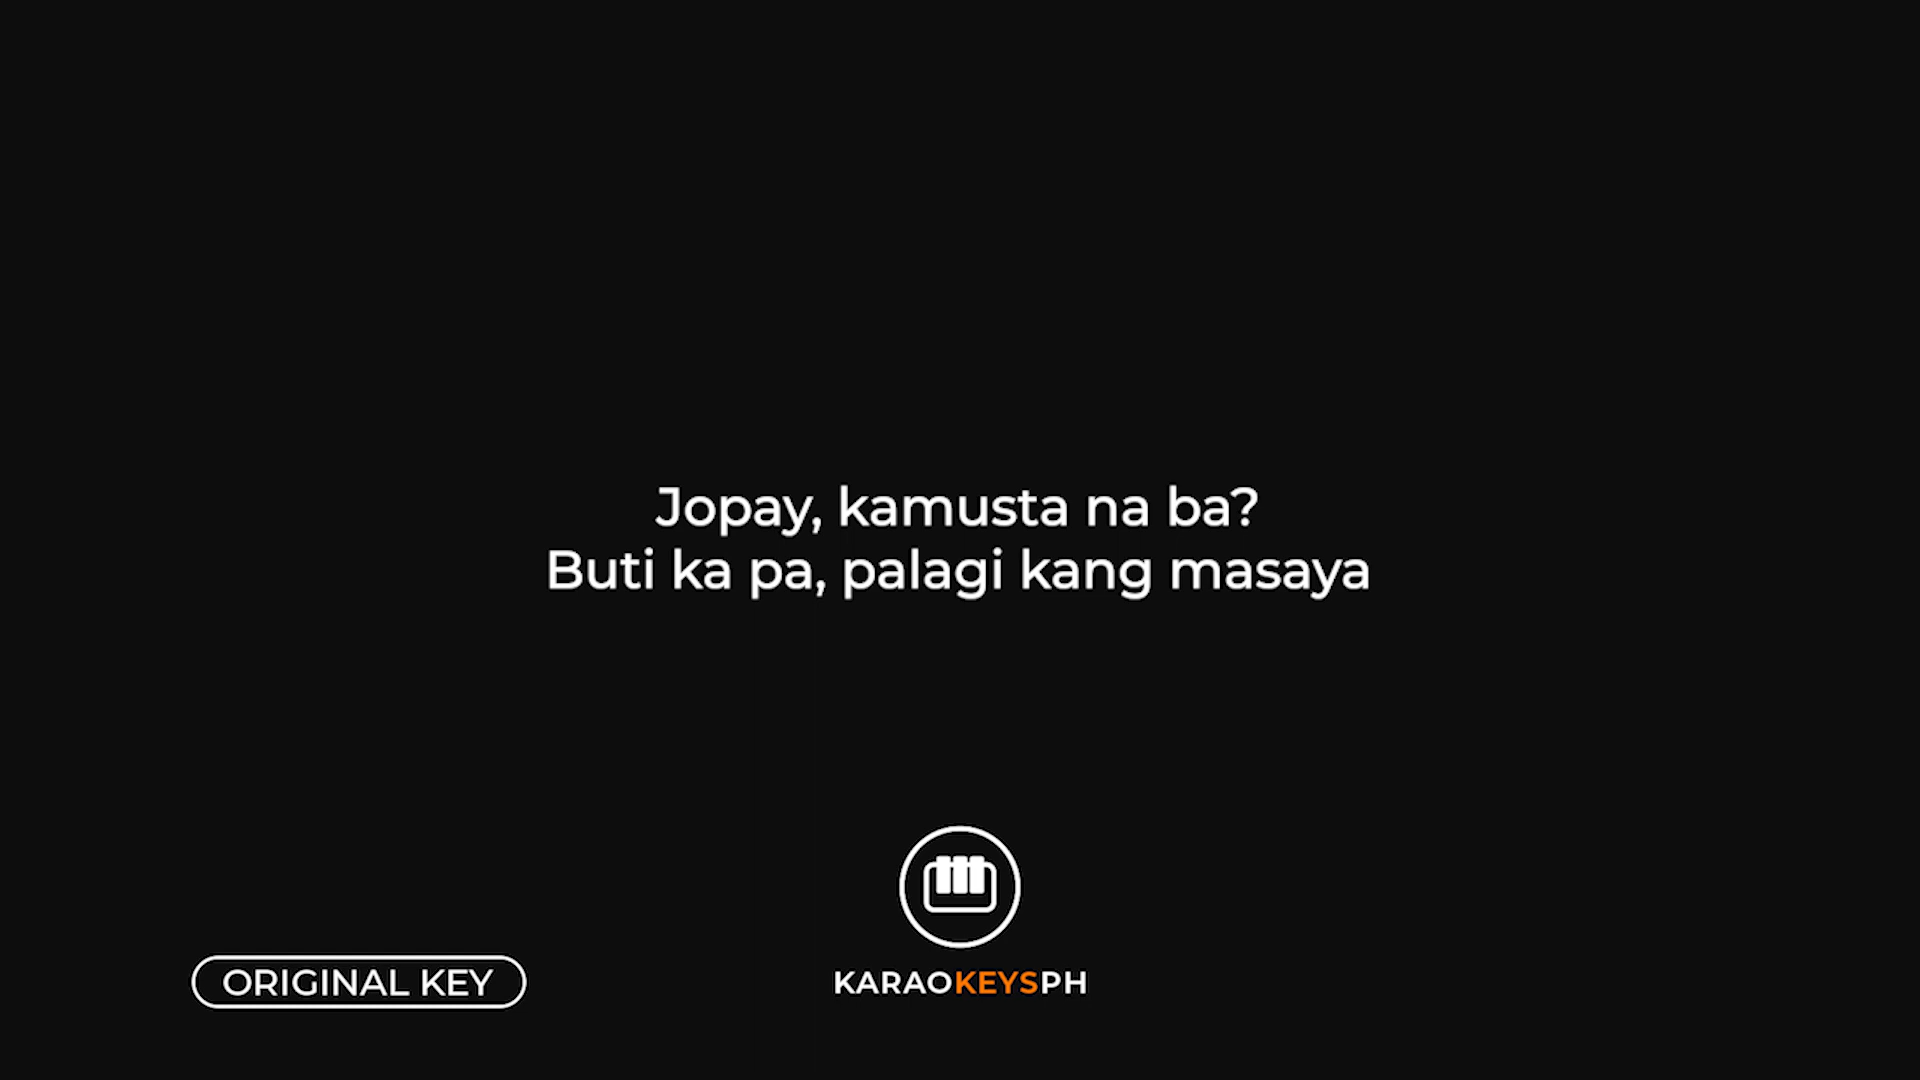 Jopay, kamusta na ba?
Buti ka pa, palagi kang masaya
ORIGINAL KEY
KARAOKEYSPH